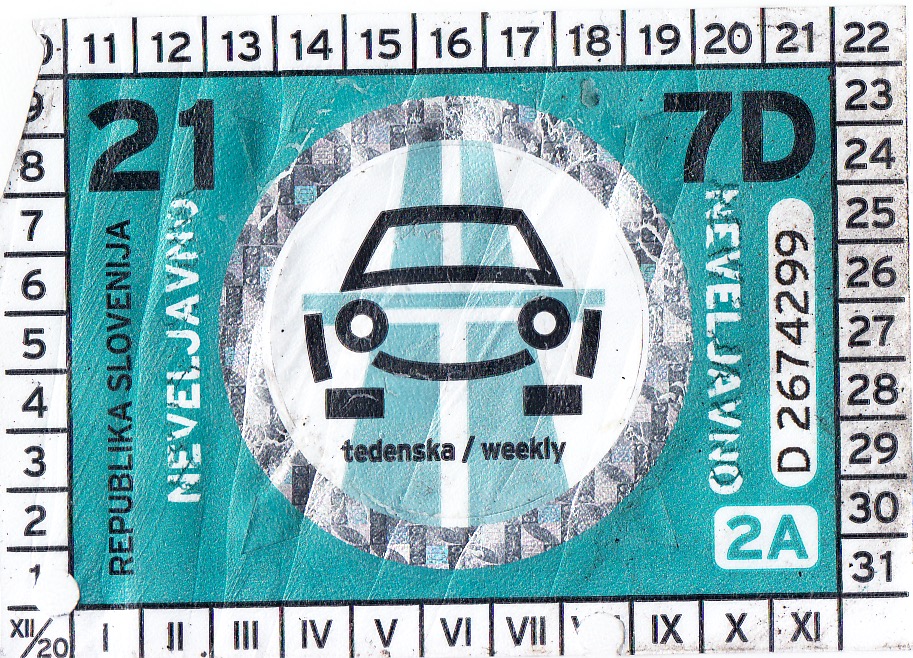 11 12 13 14 15 16 17 18 19 20 21 22
21
7D
23
24
25
26
27
28
29
30
31
9
8
7
6
5
4
3
2
1
REPUBLIKA SLOVENIJA
NEVELJAVNO
tedenska / weekly
NEVELJAVNO
D 2674299
2A
XII/20 I II III IV V VI VII IX X XI